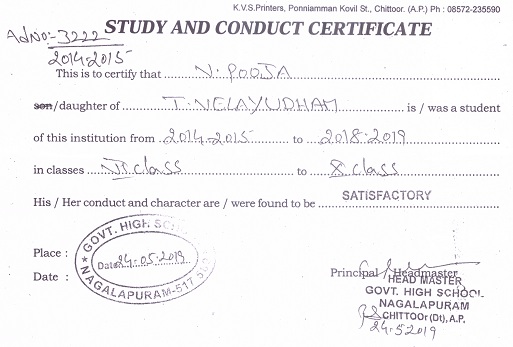 K.V.S.Printers, Ponniamman Kovil St., Chittoor. (A.P.) Ph : 08572-235590
Ad No:- 3222
2014-2015
STUDY AND CONDUCT CERTIFICATE
This is to certify that N. POOJA
son/daughter of T. VELAYUDHAM is / was a student
of this institution from 2014-2015 to 2018-2019
in classes VI class to X class
His / Her conduct and character are / were found to be SATISFACTORY
Place :
Date :
GOVT. HIGH SCHOOL
Date 24-05-2019
NAGALAPURAM-517
Principal / Headmaster
HEAD MASTER
GOVT. HIGH SCHOOL
NAGALAPURAM
CHITTOOR (Dt), A.P.
24-5-2019